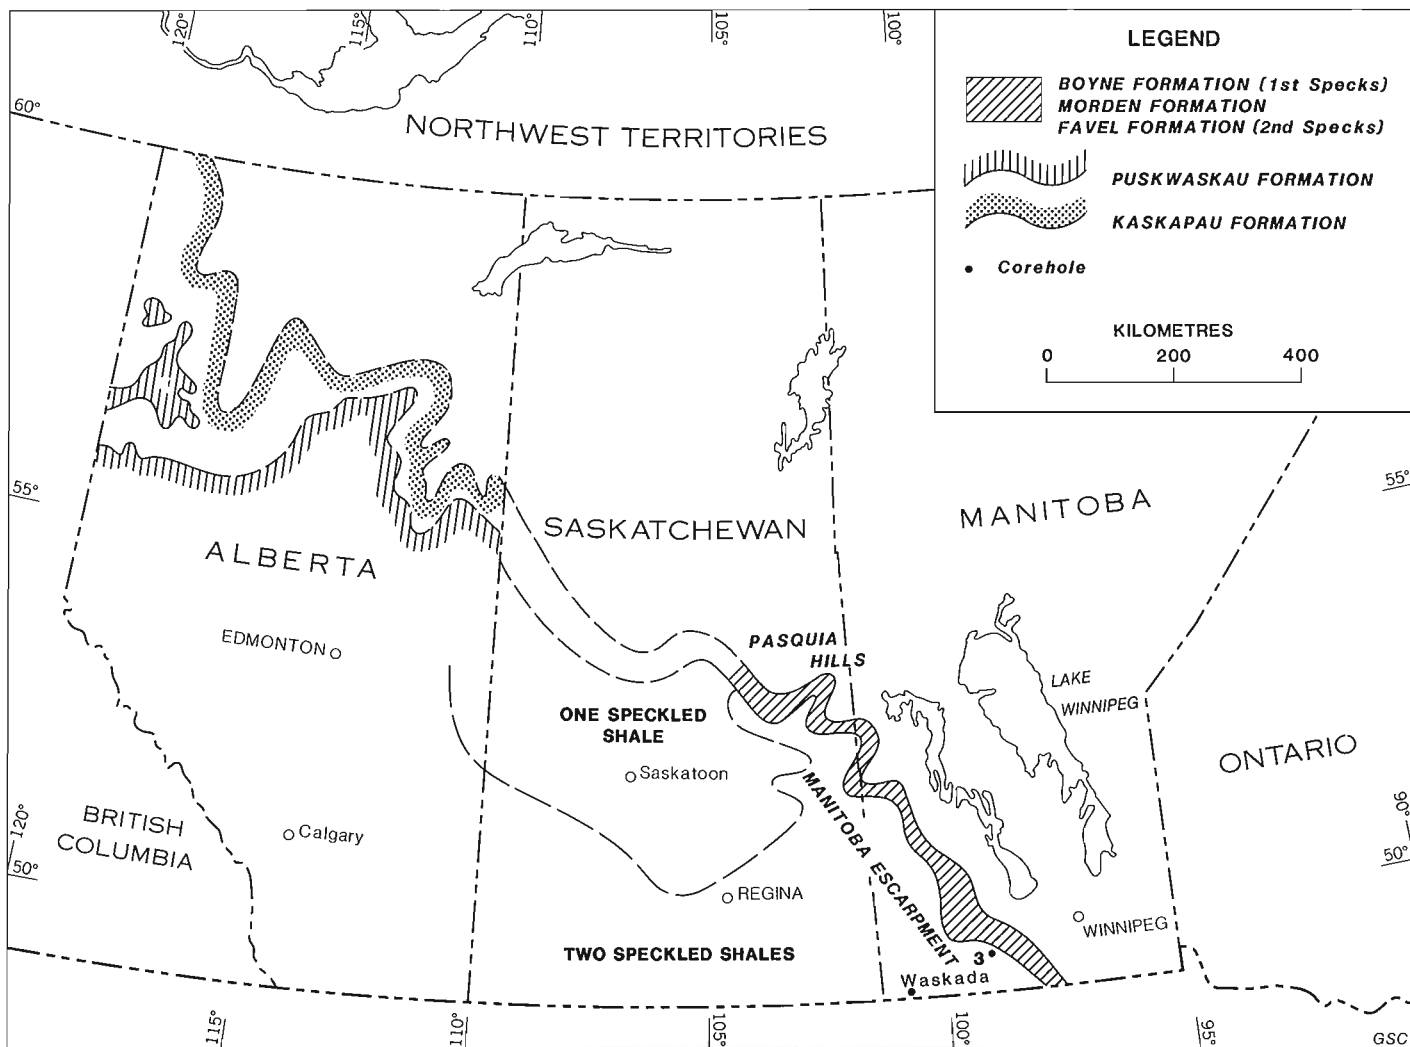 120°
115°
110°
105°
100°
LEGEND
BOYNE FORMATION (1st Specks)
MORDEN FORMATION
FAVEL FORMATION (2nd Specks)
PUSKWASKAU FORMATION
KASKAPAU FORMATION
Corehole
KILOMETRES
0 200 400
60°
NORTHWEST TERRITORIES
55°
55°
MANITOBA
SASKATCHEWAN
ALBERTA
EDMONTON
PASQUIA
HILLS
LAKE
WINNIPEG
ONE SPECKLED
SHALE
Saskatoon
ONTARIO
MANITOBA ESCARPMENT
BRITISH
COLUMBIA
Calgary
120°
50°
90°
50°
REGINA
WINNIPEG
TWO SPECKLED SHALES
3
Waskada
115°
110°
105°
100°
95°
GSC